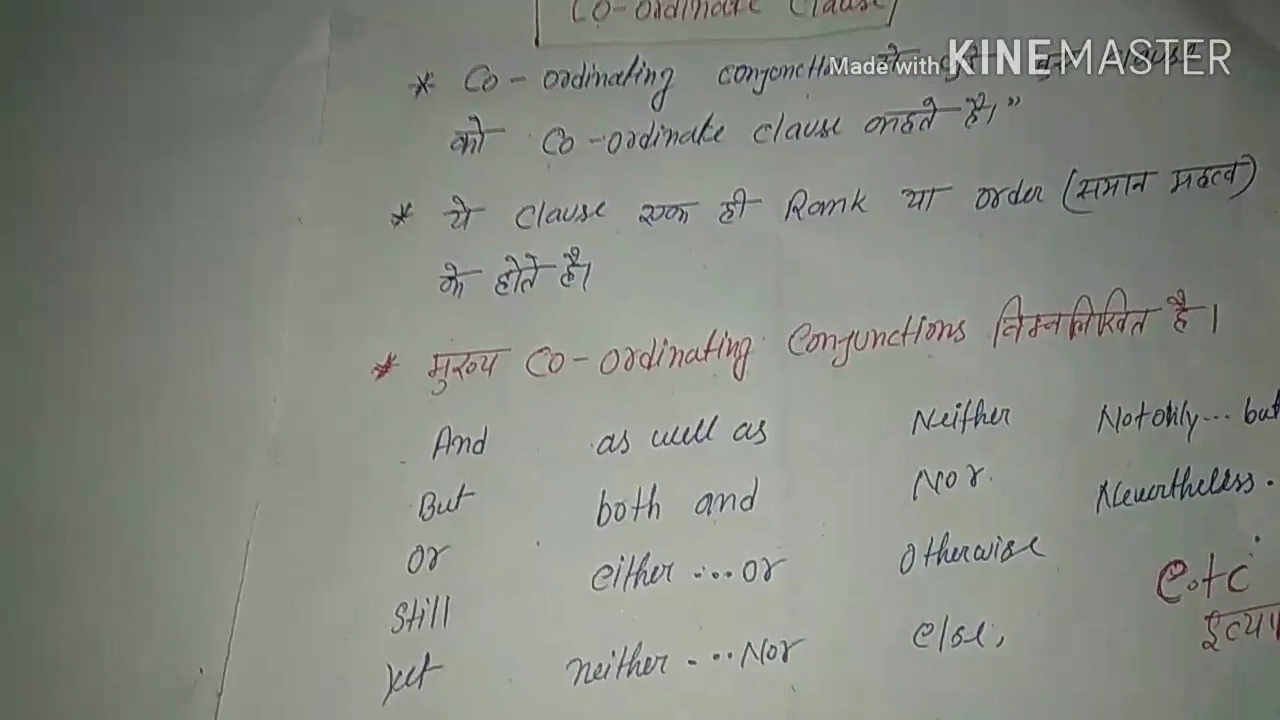 Co-ordinate Clause
* Co-ordinating conjunction से जुड़े हुए clause
को Co-ordinate clause कहते है।”
* ये clause एक ही Rank या order (समान महत्व)
के होते है।
* मुख्य Co-ordinating Conjunctions निम्नलिखित है।
And as well as Neither Not only... but
But both and Nor. Nevertheless.
Or either ....or otherwise etc
Still neither ....Nor else, इत्या
yet
Made with KINEMASTER